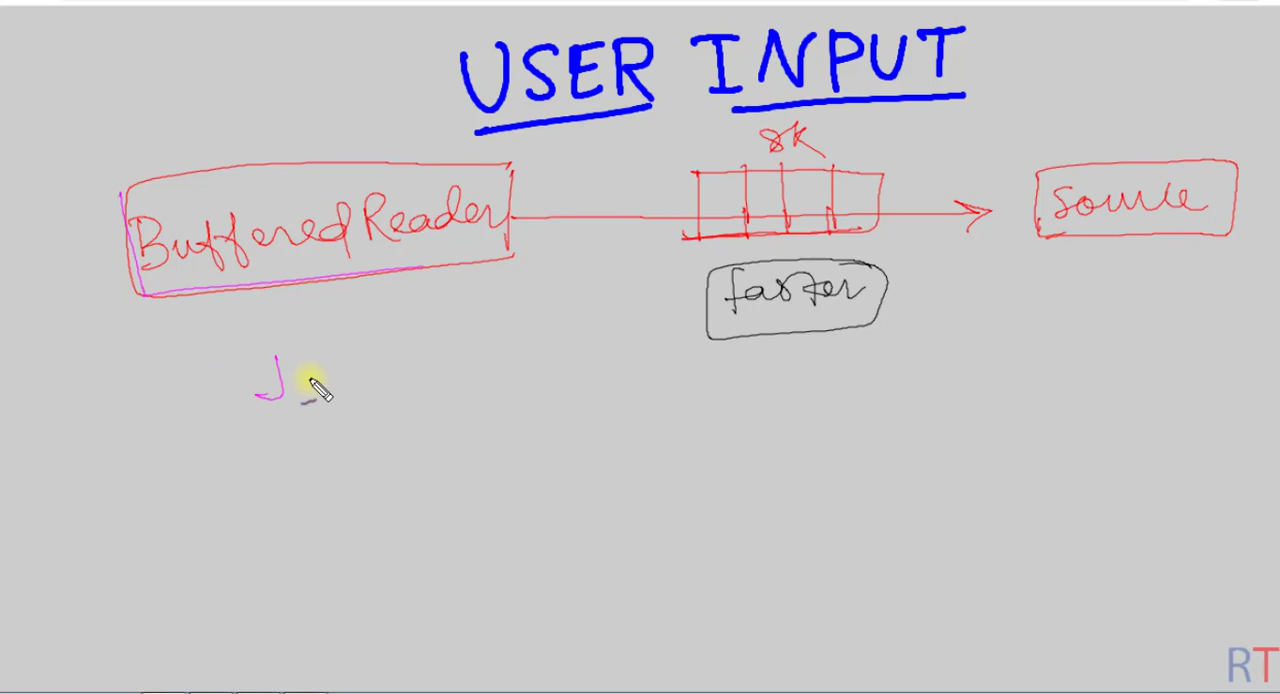 USER INPUT
8K
BufferedReader
Source
faster
J
RT